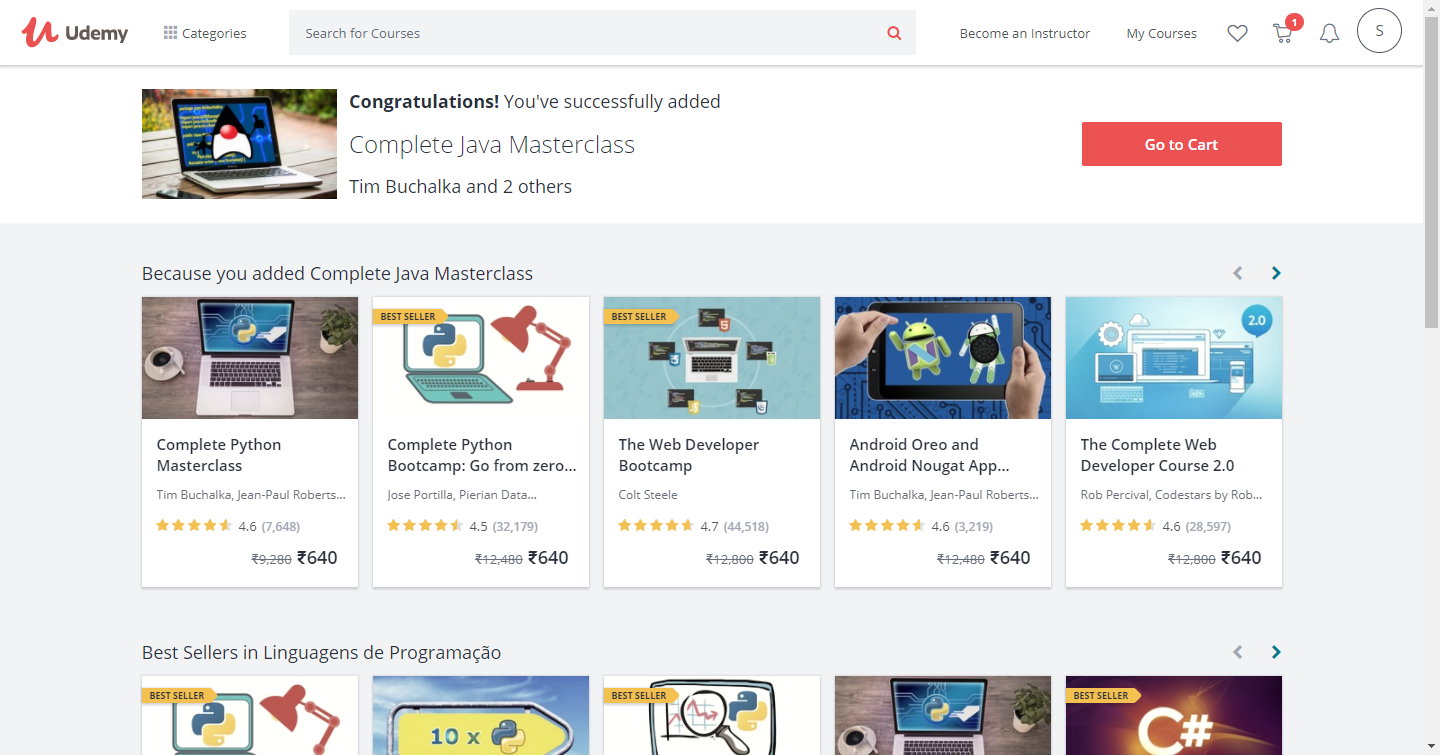 Udemy
Categories
Search for Courses
Become an Instructor
My Courses
1
S
Congratulations! You've successfully added
Complete Java Masterclass
Tim Buchalka and 2 others
Go to Cart
Because you added Complete Java Masterclass
BEST SELLER
BEST SELLER
2.0
Complete Python
Masterclass
Tim Buchalka, Jean-Paul Roberts...
4.6 (7,648)
₹9,280 ₹640
Complete Python
Bootcamp: Go from zero...
Jose Portilla, Pierian Data...
4.5 (32,179)
₹12,480 ₹640
The Web Developer
Bootcamp
Colt Steele
4.7 (44,518)
₹12,800 ₹640
Android Oreo and
Android Nougat App...
Tim Buchalka, Jean-Paul Roberts...
4.6 (3,219)
₹12,480 ₹640
The Complete Web
Developer Course 2.0
Rob Percival, Codestars by Rob...
4.6 (28,597)
₹12,800 ₹640
Best Sellers in Linguagens de Programação
BEST SELLER
10 x
BEST SELLER
BEST SELLER
C#